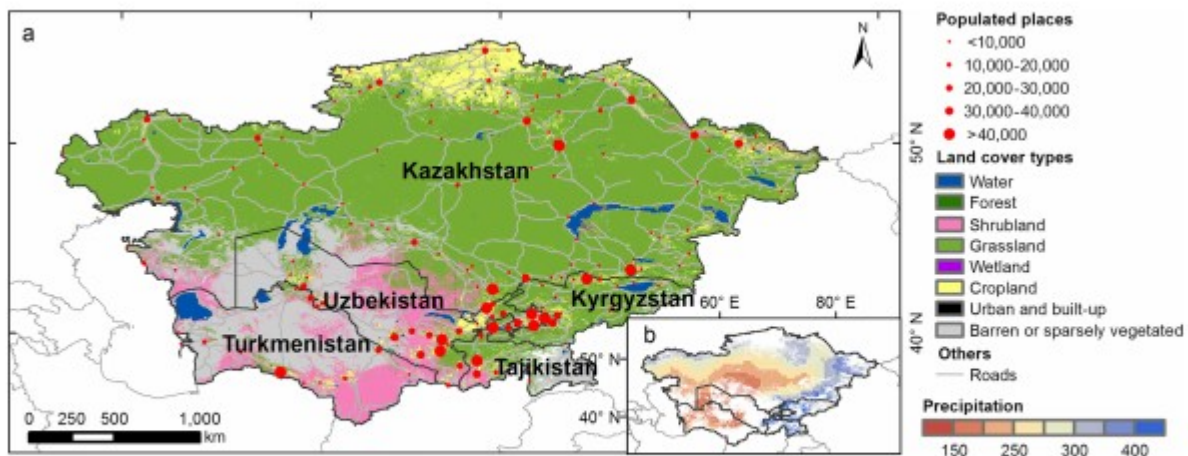 a
N
Kazakhstan
Uzbekistan
Kyrgyzstan
Turkmenistan
Tajikistan
50° N
40° N
60° E
80° E
b
50° N
40° N
0 250 500 1,000
km
Populated places
<10,000
10,000-20,000
20,000-30,000
30,000-40,000
>40,000
Land cover types
Water
Forest
Shrubland
Grassland
Wetland
Cropland
Urban and built-up
Barren or sparsely vegetated
Others
Roads
Precipitation
150 250 300 400